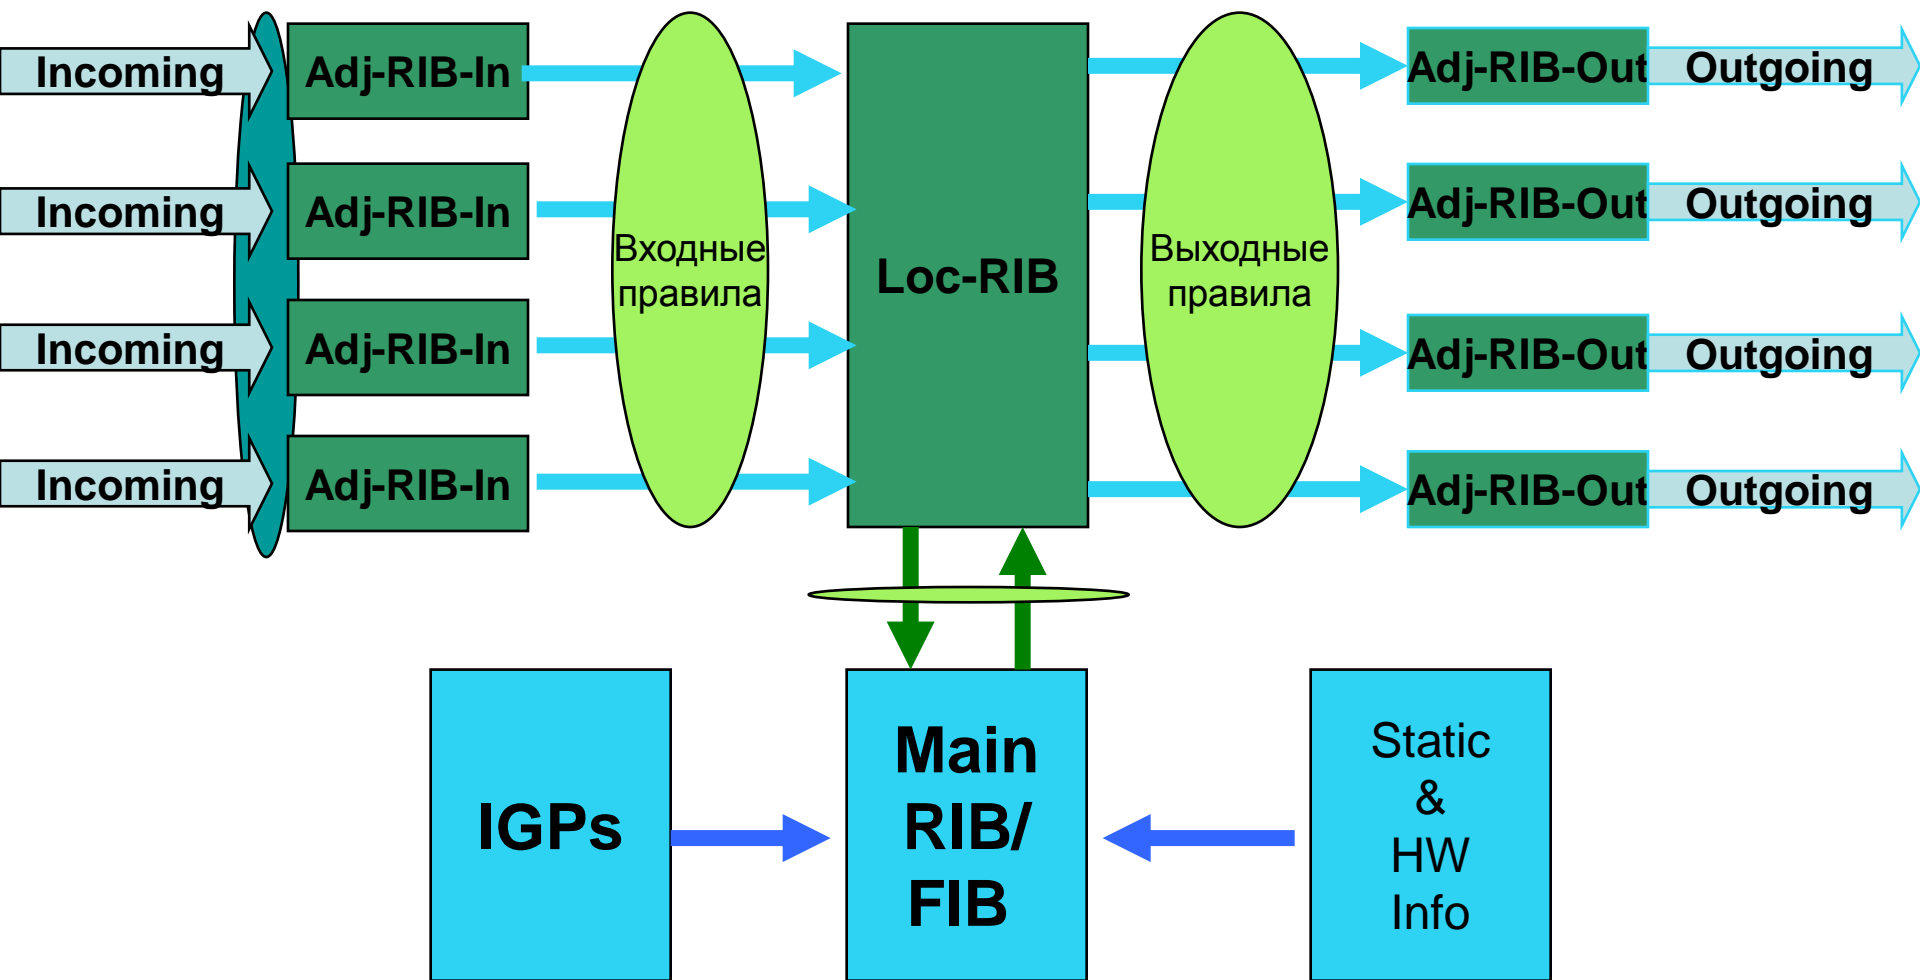 Incoming
Adj-RIB-In
Adj-RIB-Out
Outgoing
Incoming
Adj-RIB-In
Adj-RIB-Out
Outgoing
Входные
правила
Loc-RIB
Выходные
правила
Incoming
Adj-RIB-In
Adj-RIB-Out
Outgoing
Incoming
Adj-RIB-In
Adj-RIB-Out
Outgoing
IGPs
Main
RIB/
FIB
Static
&
HW
Info